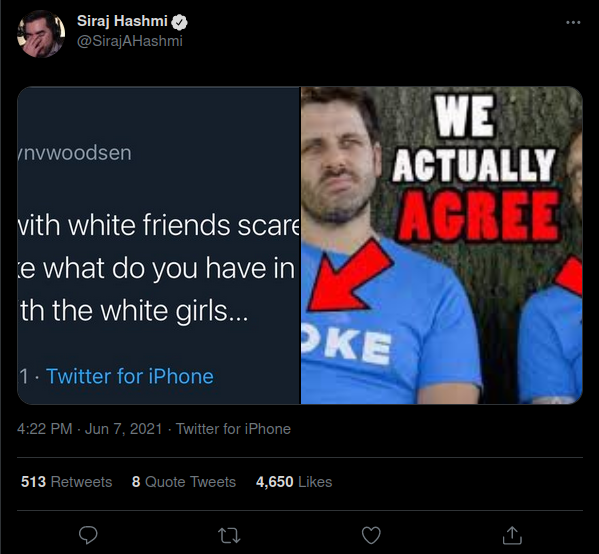 Siraj Hashmi
@SirajAHashmi
ynvwoodsen
with white friends scare
ke what do you have in
th the white girls...
1 · Twitter for iPhone
WE
ACTUALLY
AGREE
OKE
4:22 PM · Jun 7, 2021 · Twitter for iPhone
513 Retweets 8 Quote Tweets 4,650 Likes